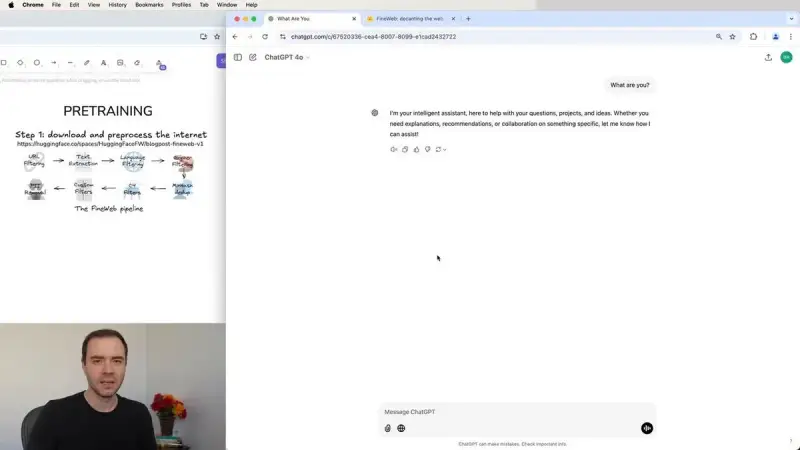 Chrome File Edit View History Bookmarks Profiles Tab Window Help
What Are You
FineWeb: decanting the web
chatgpt.com/c/67520336-cea4-8007-8099-e1cad2432722
ChatGPT 4o
PRETRAINING
Step 1: download and preprocess the internet
https://huggingface.co/spaces/HuggingFaceFW/blogpost-fineweb-v1
URL Filtering
Text Extraction
Language Filtering
Filtering
Removal
Custom Filters
C4 Filters
The FineWeb pipeline
What are you?
I'm your intelligent assistant, here to help with your questions, projects, and ideas. Whether you
need explanations, recommendations, or collaboration on something specific, let me know how I
can assist!
Message ChatGPT
ChatGPT can make mistakes. Check important info.